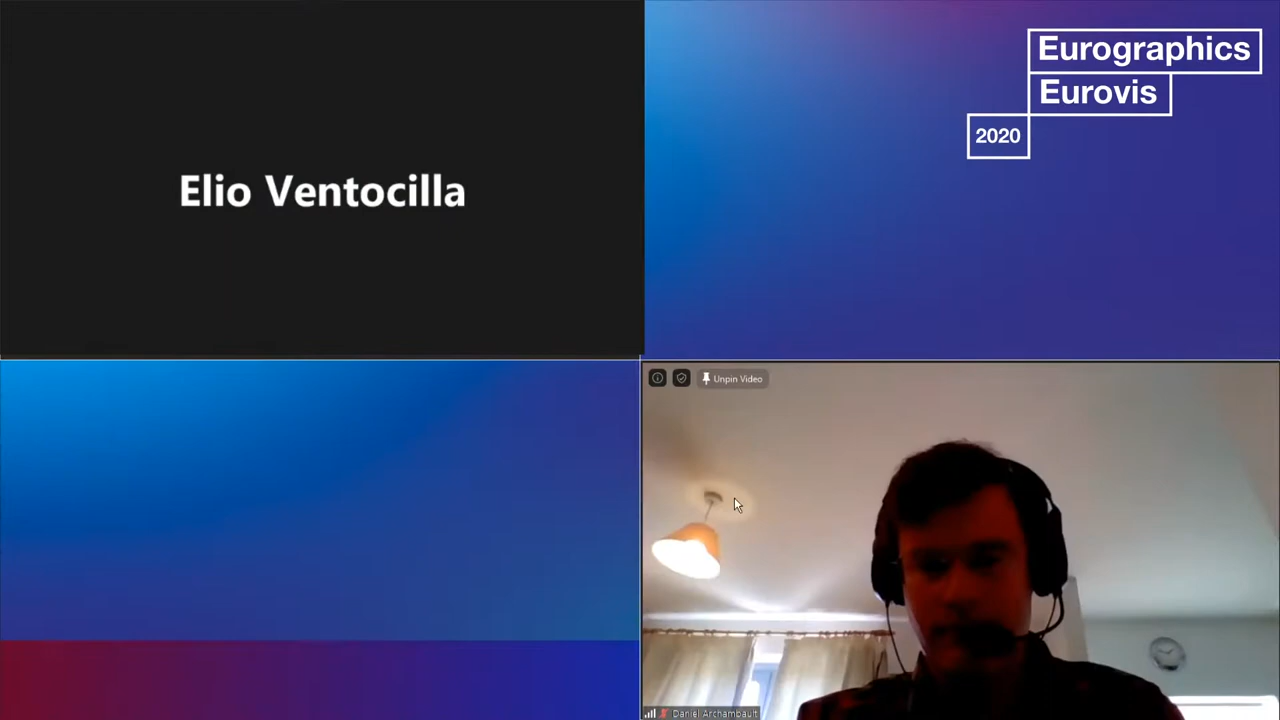 Elio Ventocilla
Eurographics
Eurovis
2020
Unpin Video
Daniel Archambault